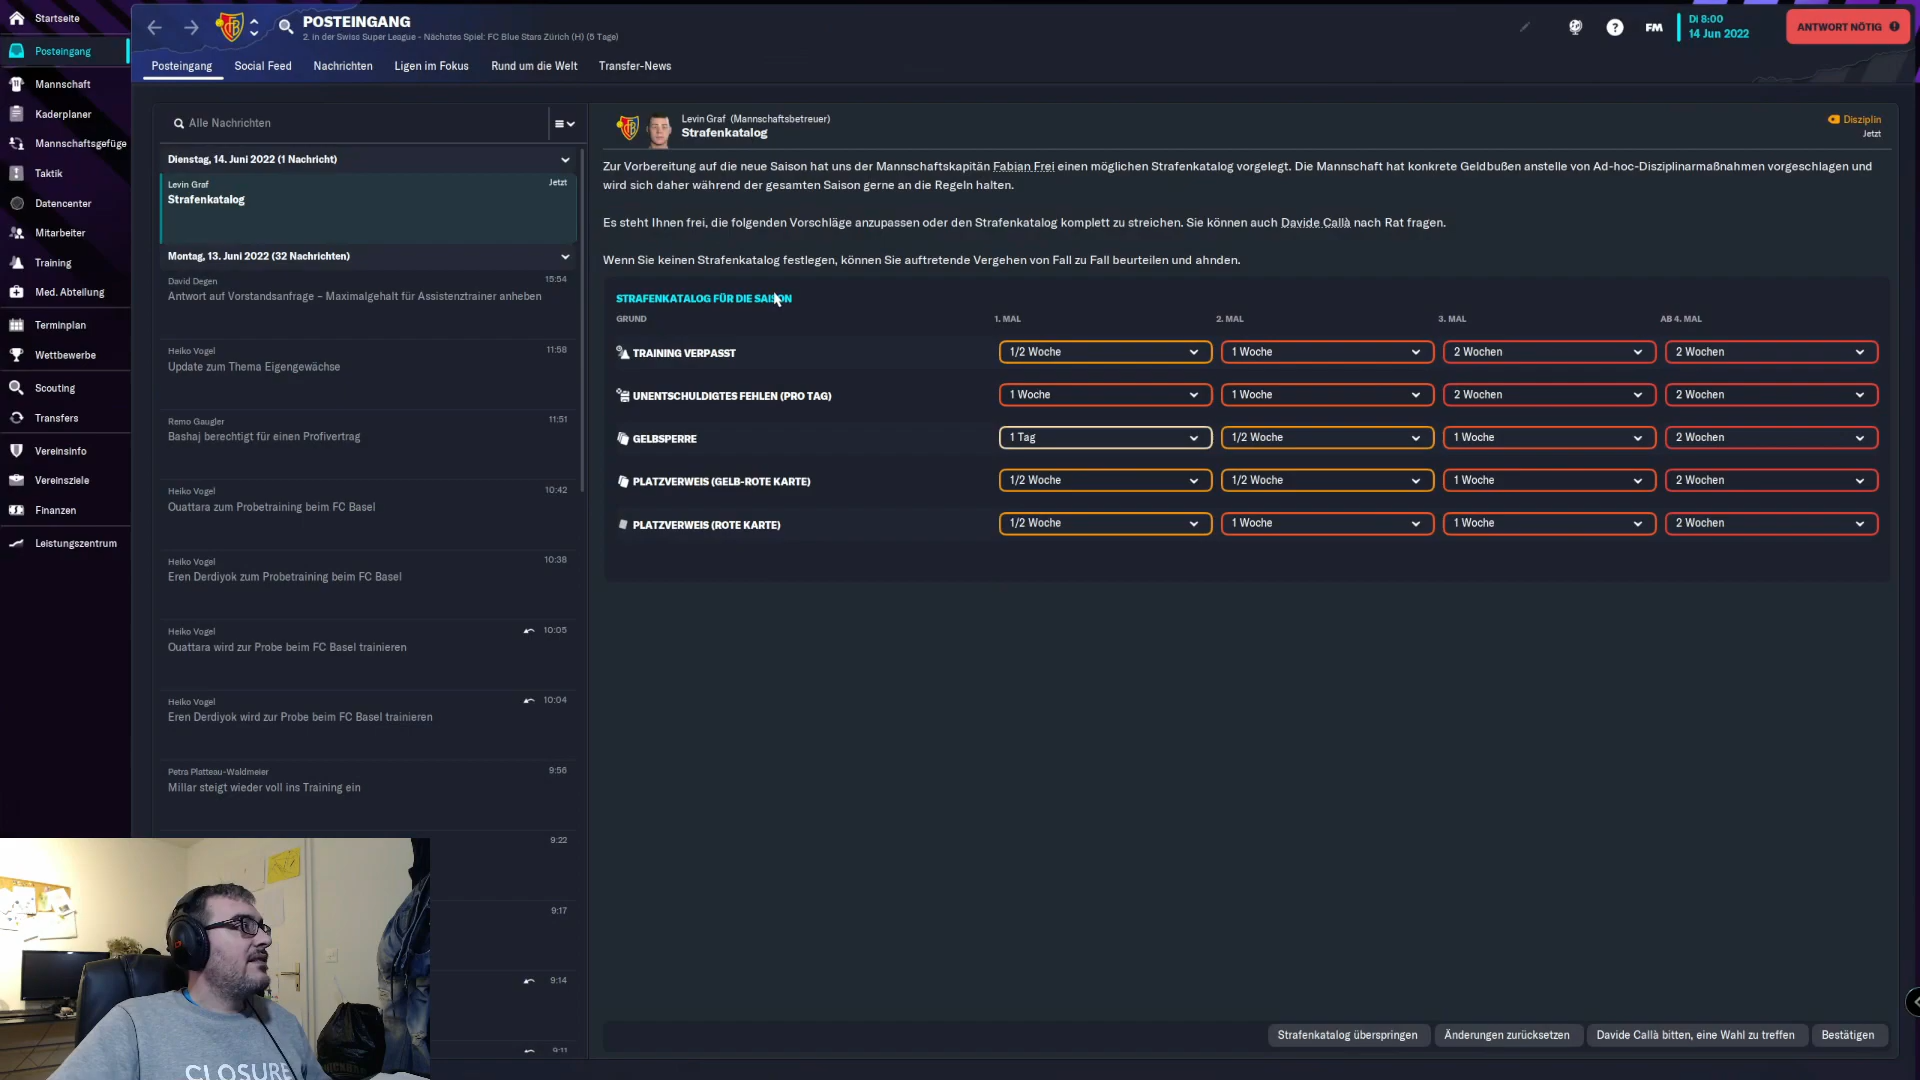 Startseite
Posteingang
Mannschaft
Kaderplaner
Mannschaftsgefüge
Taktik
Datencenter
Mitarbeiter
Training
Med. Abteilung
Terminplan
Wettbewerbe
Scouting
Transfers
Vereinsinfo
Vereinsziele
Finanzen
Leistungszentrum
POSTEINGANG
2. in der Swiss Super League - Nächstes Spiel: FC Blue Stars Zürich (H) (5 Tage)
FM
DI 8:00
14 Jun 2022
ANTWORT NÖTIG
Posteingang
Social Feed
Nachrichten
Ligen im Fokus
Rund um die Welt
Transfer-News
Alle Nachrichten
Dienstag, 14. Juni 2022 (1 Nachricht)
Levin Graf
Jetzt
Strafenkatalog
Montag, 13. Juni 2022 (32 Nachrichten)
David Degen
15:54
Antwort auf Vorstandsanfrage – Maximalgehalt für Assistenztrainer anheben
Heiko Vogel
11:58
Update zum Thema Eigengewächse
Remo Gaugler
11:51
Bashaj berechtigt für einen Profivertrag
Heiko Vogel
10:42
Ouattara zum Probetraining beim FC Basel
Heiko Vogel
10:38
Eren Derdiyok zum Probetraining beim FC Basel
Heiko Vogel
10:05
Ouattara wird zur Probe beim FC Basel trainieren
Heiko Vogel
10:04
Eren Derdiyok wird zur Probe beim FC Basel trainieren
Petra Platteau-Waldmeier
9:56
Millar steigt wieder voll ins Training ein
9:22
9:17
9:14
9:11
Levin Graf (Mannschaftsbetreuer)
Strafenkatalog
Disziplin
Jetzt
Zur Vorbereitung auf die neue Saison hat uns der Mannschaftskapitän Fabian Frei einen möglichen Strafenkatalog vorgelegt. Die Mannschaft hat konkrete Geldbußen anstelle von Ad-hoc-Disziplinarmaßnahmen vorgeschlagen und
wird sich daher während der gesamten Saison gerne an die Regeln halten.
Es steht Ihnen frei, die folgenden Vorschläge anzupassen oder den Strafenkatalog komplett zu streichen. Sie können auch Davide Callà nach Rat fragen.
Wenn Sie keinen Strafenkatalog festlegen, können Sie auftretende Vergehen von Fall zu Fall beurteilen und ahnden.
STRAFENKATALOG FÜR DIE SAISON
GRUND 1. MAL 2. MAL 3. MAL AB 4. MAL
TRAINING VERPASST 1/2 Woche 1 Woche 2 Wochen 2 Wochen
UNENTSCHULDIGTES FEHLEN (PRO TAG) 1 Woche 1 Woche 2 Wochen 2 Wochen
GELBSPERRE 1 Tag 1/2 Woche 1 Woche 2 Wochen
PLATZVERWEIS (GELB-ROTE KARTE) 1/2 Woche 1/2 Woche 1 Woche 2 Wochen
PLATZVERWEIS (ROTE KARTE) 1/2 Woche 1 Woche 1 Woche 2 Wochen
Strafenkatalog überspringen
Änderungen zurücksetzen
Davide Callà bitten, eine Wahl zu treffen
Bestätigen
CLOSURE